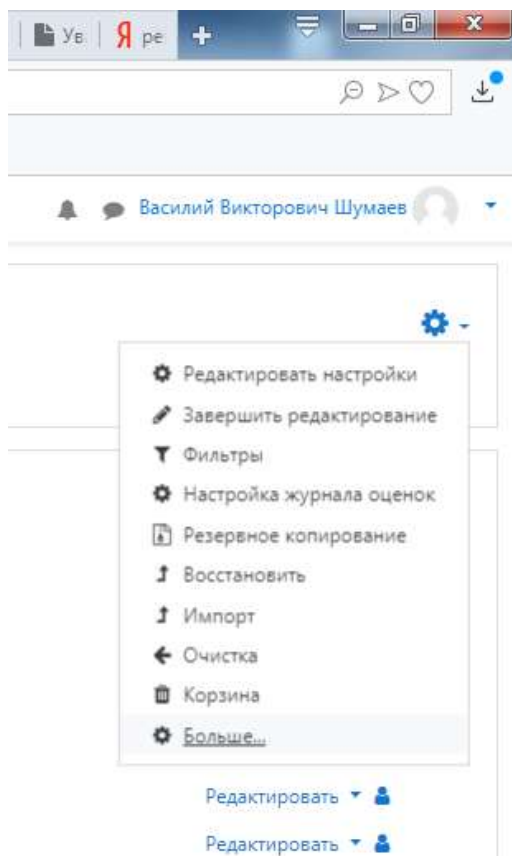 Ув Я ре
Василий Викторович Шумаев
Редактировать настройки
Завершить редактирование
Фильтры
Настройка журнала оценок
Резервное копирование
Восстановить
Импорт
Очистка
Корзина
Больше...
Редактировать
Редактировать